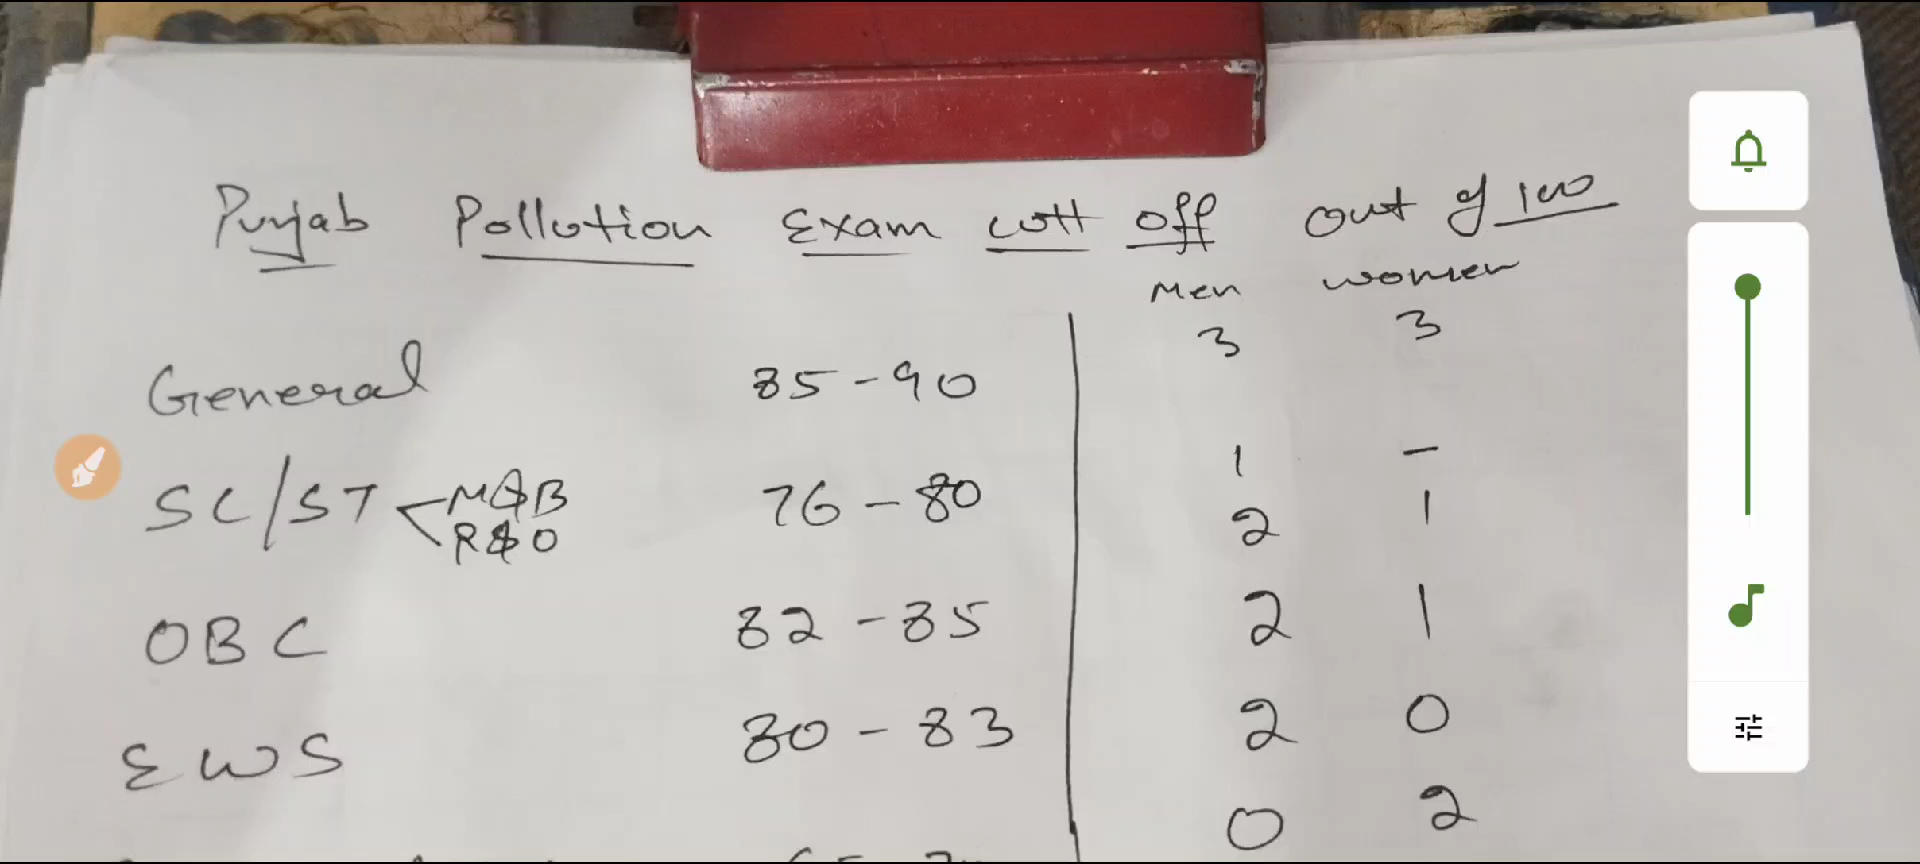 Punjab Pollution Exam cutt off out of 100
Men women
3 3
General 85-90
1 -
SC/ST M&B 76-80
R&O 2 1
OBC 82-85 2 1
EWS 80-83 2 0
0 2